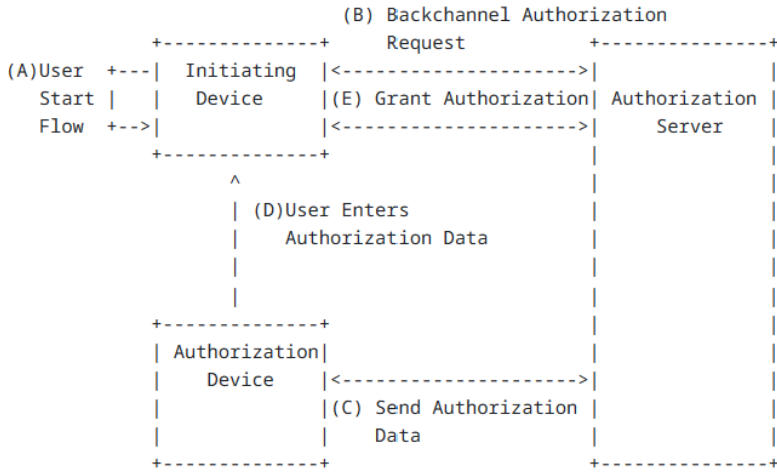 (B) Backchannel Authorization
              +--------------+     Request           +---------------+
(A)User  +---|  Initiating  |<--------------------->|               |
   Start |   |   Device     |(E) Grant Authorization| Authorization |
   Flow  +-->|              |<--------------------->|    Server     |
             +--------------+                       |               |
                    ^                               |               |
                    | (D)User Enters                |               |
                    |    Authorization Data         |               |
                    |                               |               |
                    |                               |               |
             +--------------+                       |               |
             | Authorization|                       |               |
             |    Device    |<--------------------->|               |
             |              |(C) Send Authorization |               |
             |              |    Data               |               |
             +--------------+                       +---------------+